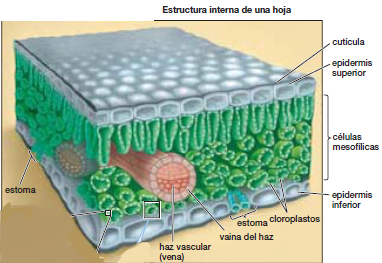 Estructura interna de una hoja
cutícula
epidermis
superior
células
mesofílicas
estoma
epidermis
inferior
estoma
cloroplastos
vaina del haz
haz vascular
(vena)